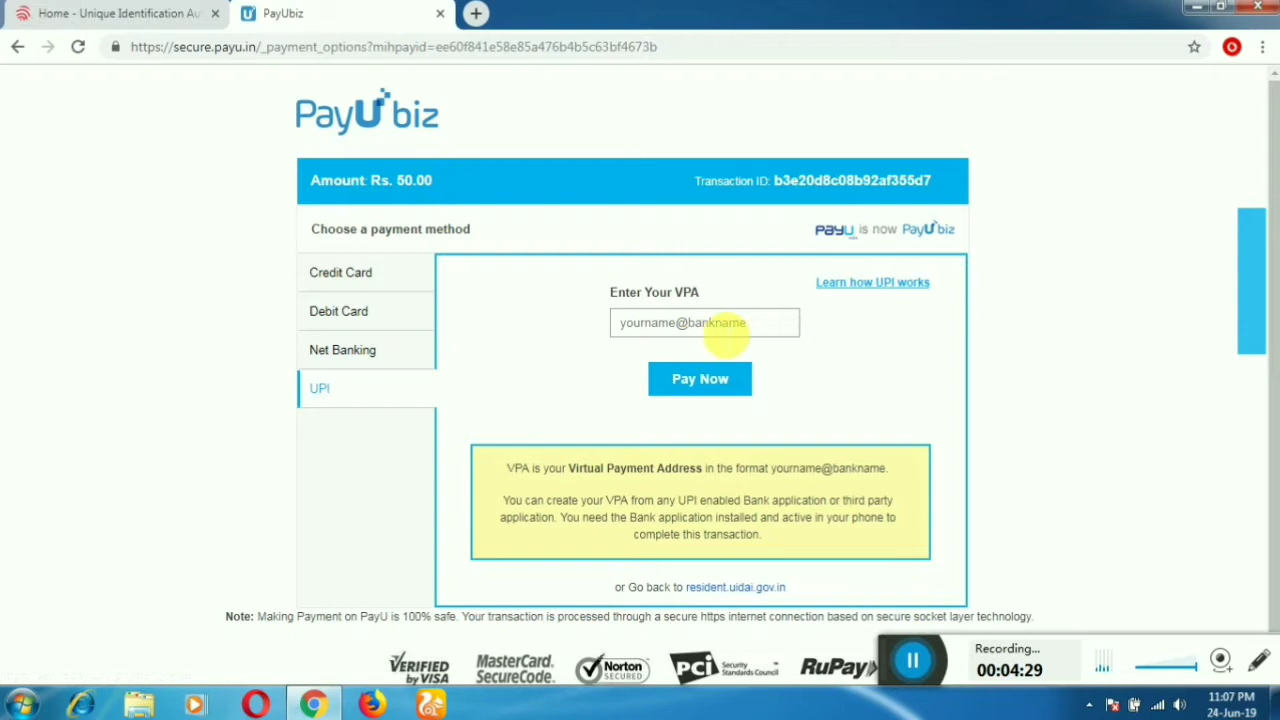 Home - Unique Identification Au
PayUbiz
https://secure.payu.in/_payment_options?mihpayid=ee60f841e58e85a476b4b5c63bf4673b
PayU biz
Amount: Rs. 50.00
Transaction ID: b3e20d8c08b92af355d7
Choose a payment method
PayU is now PayU biz
Credit Card
Debit Card
Net Banking
UPI
Learn how UPI works
Enter Your VPA
yourname@bankname
Pay Now
VPA is your Virtual Payment Address in the format yourname@bankname.
You can create your VPA from any UPI enabled Bank application or third party
application. You need the Bank application installed and active in your phone to
complete this transaction.
or Go back to resident.uidai.gov.in
Note: Making Payment on PayU is 100% safe. Your transaction is processed through a secure https internet connection based on secure socket layer technology.
VERIFIED
by VISA
MasterCard.
SecureCode.
Norton
SECURED
PCI
Security
Standards Council
RuPay
Recording...
00:04:29
11:07 PM
24-Jun-19